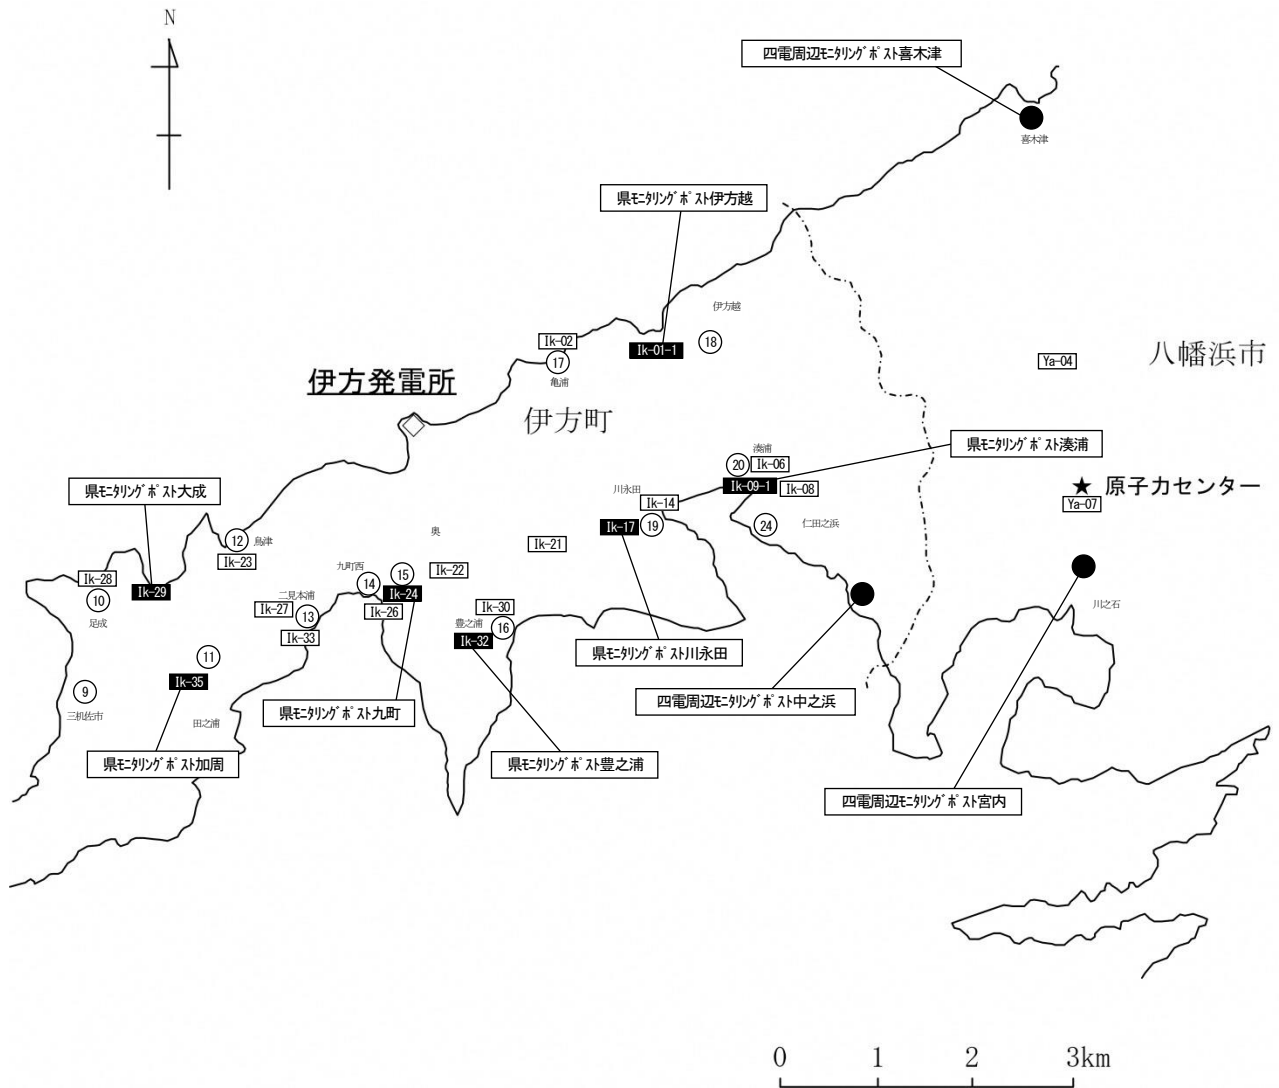 N
四電周辺モニタリングポスト喜木津
喜木津
県モニタリングポスト伊方越
伊方越
Ik-02
Ik-01-1
18
17
亀浦
Ya-04
八幡浜市
伊方発電所
伊方町
県モニタリングポスト湊浦
湊浦
20
Ik-06
Ik-09-1
Ik-08
★ 原子力センター
Ya-07
県モニタリングポスト大成
川永田
Ik-14
Ik-17
19
24
仁田之浜
12
鳥津
Ik-23
奥
Ik-21
Ik-28
Ik-29
10
足成
九町西
14
15
Ik-22
Ik-24
二見本浦
Ik-27
13
Ik-26
Ik-33
Ik-30
豊之浦
16
Ik-32
川之石
11
Ik-35
9
三机佐市
田之浦
県モニタリングポスト川永田
四電周辺モニタリングポスト中之浜
県モニタリングポスト九町
県モニタリングポスト加周
県モニタリングポスト豊之浦
四電周辺モニタリングポスト宮内
0 1 2 3km